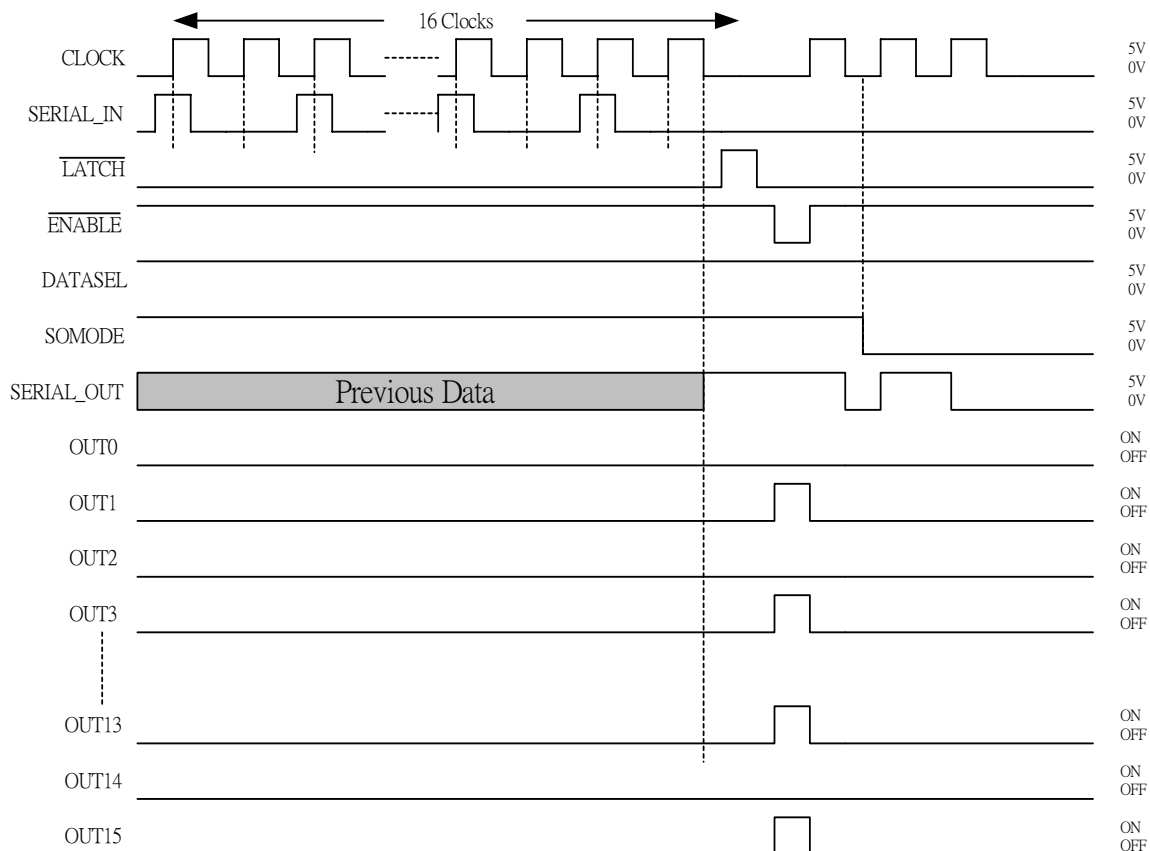 16 Clocks
CLOCK
5V
0V
SERIAL_IN
5V
0V
LATCH
5V
0V
ENABLE
5V
0V
DATASEL
5V
0V
SOMODE
5V
0V
SERIAL_OUT
Previous Data
5V
0V
OUT0
ON
OFF
OUT1
ON
OFF
OUT2
ON
OFF
OUT3
ON
OFF
OUT13
ON
OFF
OUT14
ON
OFF
OUT15
ON
OFF